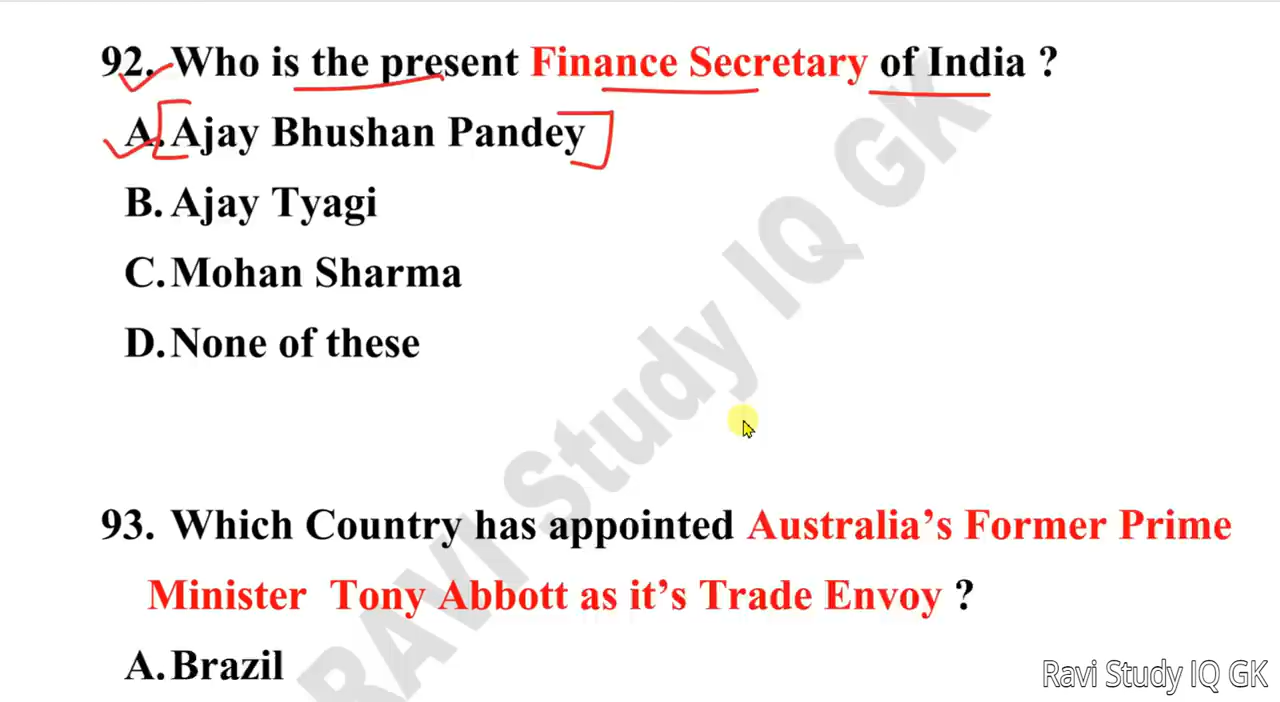 92. Who is the present Finance Secretary of India ?
A. Ajay Bhushan Pandey
B. Ajay Tyagi
C. Mohan Sharma
D. None of these
RAVI Study IQ GK
93. Which Country has appointed Australia’s Former Prime
Minister Tony Abbott as it’s Trade Envoy ?
A. Brazil
Ravi Study IQ GK